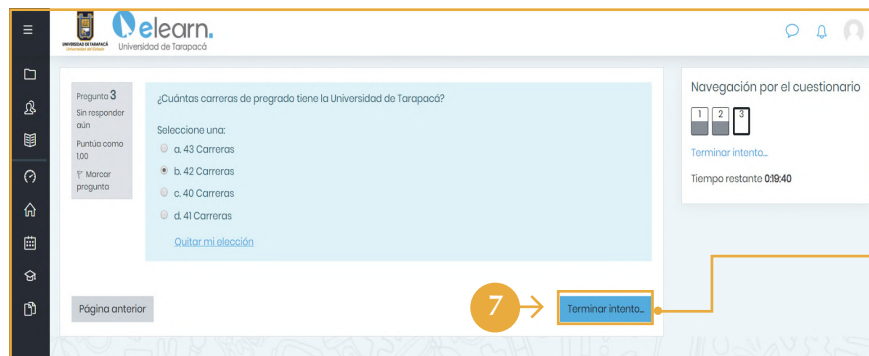 UNIVERSIDAD DE TARAPACÁ
Universidad del Estado
elearn.
Universidad de Tarapacá
Pregunta 3
Sin responder
aún
Puntúa como
1,00
Marcar
pregunta
¿Cuántas carreras de pregrado tiene la Universidad de Tarapacá?
Seleccione una:
a. 43 Carreras
b. 42 Carreras
c. 40 Carreras
d. 41 Carreras
Quitar mi elección
Página anterior
7
Terminar intento...
Navegación por el cuestionario
1 2 3
Terminar intento...
Tiempo restante 0:19:40